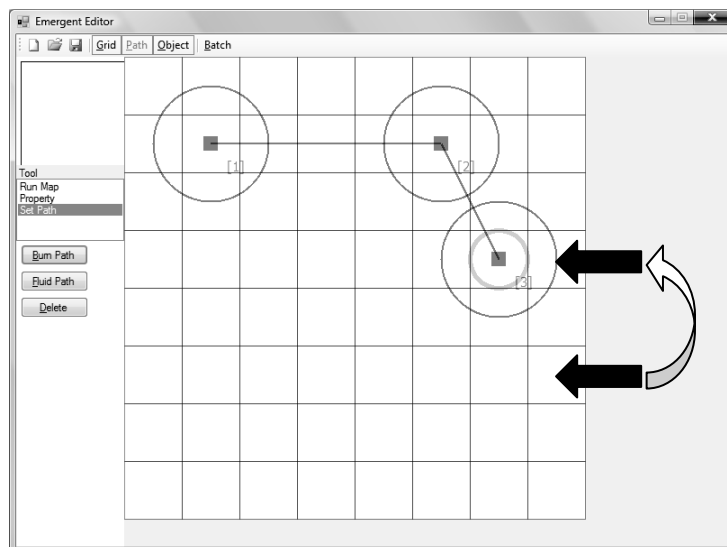 Emergent Editor
Grid Path Object Batch
Tool
Run Map
Property
Set Path
Burn Path
Fluid Path
Delete
[1]
[2]
[3]